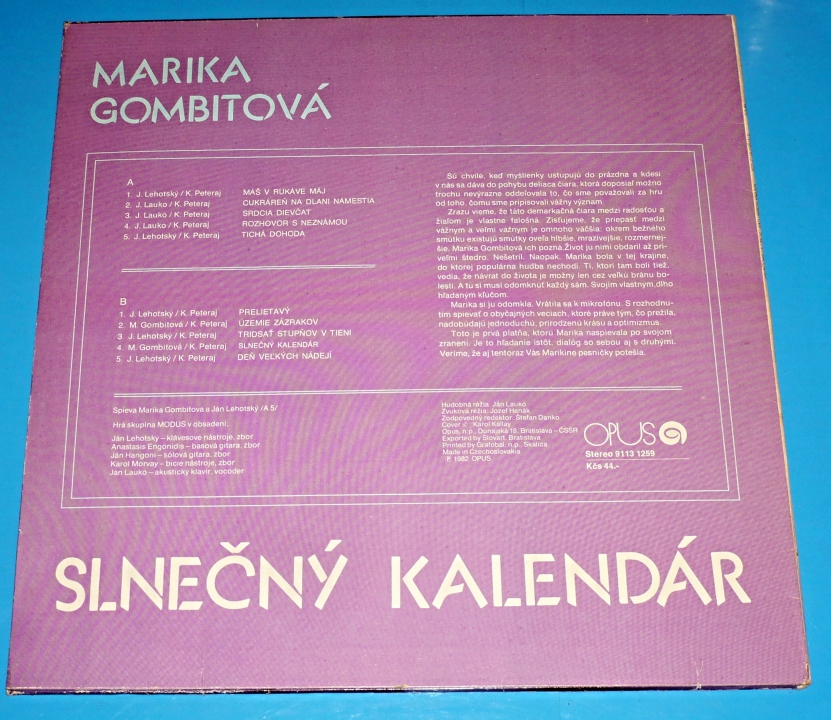 MARIKA
GOMBITOVÁ
A
1. J. Lehotský / K. Peteraj MÁŠ V RUKÁVE MÁJ
2. J. Lauko / K. Peteraj CUKRÁREŇ NA DLANI NAMESTIA
3. J. Lauko / K. Peteraj SRDCIA DIEVČAT
4. J. Lauko / K. Peteraj ROZHOVOR S NEZNÁMOU
5. J. Lehotský / K. Peteraj TICHÁ DOHODA
B
1. J. Lehotský / K. Peteraj PRELIETAVÝ
2. M. Gombitová / K. Peteraj ÚZEMIE ZÁZRAKOV
3. J. Lehotský / K. Peteraj TRIDSAŤ STUPŇOV V TIENI
4. M. Gombitová / K. Peteraj SLNEČNÝ KALENDÁR
5. J. Lehotský / K. Peteraj DEŇ VEĽKÝCH NÁDEJÍ
Sú chvíle, keď myšlienky ustupujú do prázdna a kdesi
v nás sa dáva do pohybu deliaca čiara, ktorá doposiaľ možno
trochu nevýrazne oddeľovala to, čo sme považovali za hru
od toho, čomu sme pripisovali vážny význam.
Zrazu vieme, že táto demarkačná čiara medzi radosťou a
žiaľom je vlastne falošná. Zisťujeme, že priepasť medzi
vážnym a veľmi vážnym je omnoho väčšia: okrem bežného
smútku existujú smútky oveľa hlbšie, mrazivejšie, rozmernej-
šie. Marika Gombitová ich pozná. Život ju nimi obdaril až pri-
veľmi štedro. Nešetril. Naopak. Marika bola v tej krajine,
do ktorej populárna hudba nechodí. Tí, ktorí tam boli tiež,
vedia, že návrat do života je možný len cez veľkú bránu bo-
lesti. A tú si musí odomknúť každý sám. Svojím vlastným, dlho
hľadaným kľúčom.
Marika si ju odomkla. Vrátila sa k mikrofónu. S rozhodnu-
tím spievať o obyčajných veciach, ktoré práve tým, čo prežila,
nadobúdajú jednoduchú, prirodzenú krásu a optimizmus.
Toto je prvá platňa, ktorú Marika naspievala po svojom
zranení. Je to hľadanie istôt, dialóg so sebou aj s druhými.
Veríme, že aj tentoraz Vás Marikine pesničky potešia.
Spieva Marika Gombitová a Ján Lehotský /A 5/
Hrá skupina MODUS v obsadení:
Ján Lehotský – klávesové nástroje, zbor
Anastasis Engonidis – basová gitara, zbor
Ján Hangoni – sólová gitara, zbor
Karol Morvay – bicie nástroje, zbor
Ján Lauko – akustický klavír, vocoder
Hudobná réžia: Ján Lauko
Zvuková réžia: Jozef Hanák
Zodpovedný redaktor: Štefan Danko
Cover © Karol Kállay
Opus, n.p., Dunajská 18, Bratislava – ČSSR
Exported by Slovart, Bratislava
Printed by Grafobal, n.p., Skalica
Made in Czechoslovakia
℗ 1982 OPUS
OPUS
Stereo 9113 1259
Kčs 44.-
SLNEČNÝ KALENDÁR